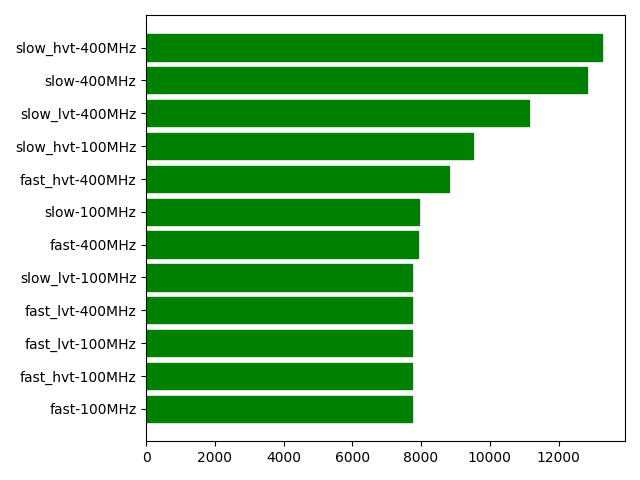 slow_hvt-400MHz
slow-400MHz
slow_lvt-400MHz
slow_hvt-100MHz
fast_hvt-400MHz
slow-100MHz
fast-400MHz
slow_lvt-100MHz
fast_lvt-400MHz
fast_lvt-100MHz
fast_hvt-100MHz
fast-100MHz
0 2000 4000 6000 8000 10000 12000